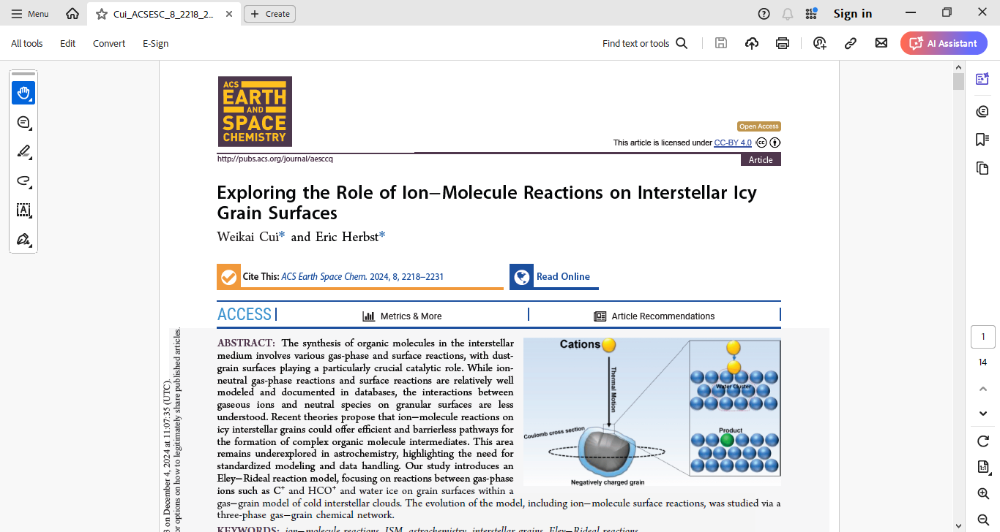 Menu
Cui_ACSESC_8_2218_2...
Create
Sign in
All tools
Edit
Convert
E-Sign
Find text or tools
AI Assistant
ACS
EARTH
AND
SPACE
CHEMISTRY
Open Access
This article is licensed under CC-BY 4.0
cc
http://pubs.acs.org/journal/aesccq
Article
Exploring the Role of Ion−Molecule Reactions on Interstellar Icy
Grain Surfaces
Weikai Cui* and Eric Herbst*
Cite This: ACS Earth Space Chem. 2024, 8, 2218−2231
Read Online
ACCESS
Metrics & More
Article Recommendations
ABSTRACT: The synthesis of organic molecules in the interstellar
medium involves various gas-phase and surface reactions, with dust-
grain surfaces playing a particularly crucial catalytic role. While ion-
neutral gas-phase reactions and surface reactions are relatively well
modeled and documented in databases, the interactions between
gaseous ions and neutral species on granular surfaces are less
understood. Recent theories propose that ion−molecule reactions on
icy interstellar grains could offer efficient and barrierless pathways for
the formation of complex organic molecule intermediates. This area
remains underexplored in astrochemistry, highlighting the need for
standardized modeling and data handling. Our study introduces an
Eley−Rideal reaction model, focusing on reactions between gas-phase
ions such as C⁺ and HCO⁺ and water ice on grain surfaces within a
gas−grain model of cold interstellar clouds. The evolution of the model, including ion−molecule surface reactions, was studied via a
three-phase gas−grain chemical network.
KEYWORDS: ion−molecule reactions, ISM, astrochemistry, interstellar grains, Eley−Rideal reactions
Cations
Thermal Motion
Coulomb cross section
Negatively charged grain
Water Cluster
Product
on December 4, 2024 at 11:07:35 (UTC).
or options on how to legitimately share published articles.
1
14
1:1